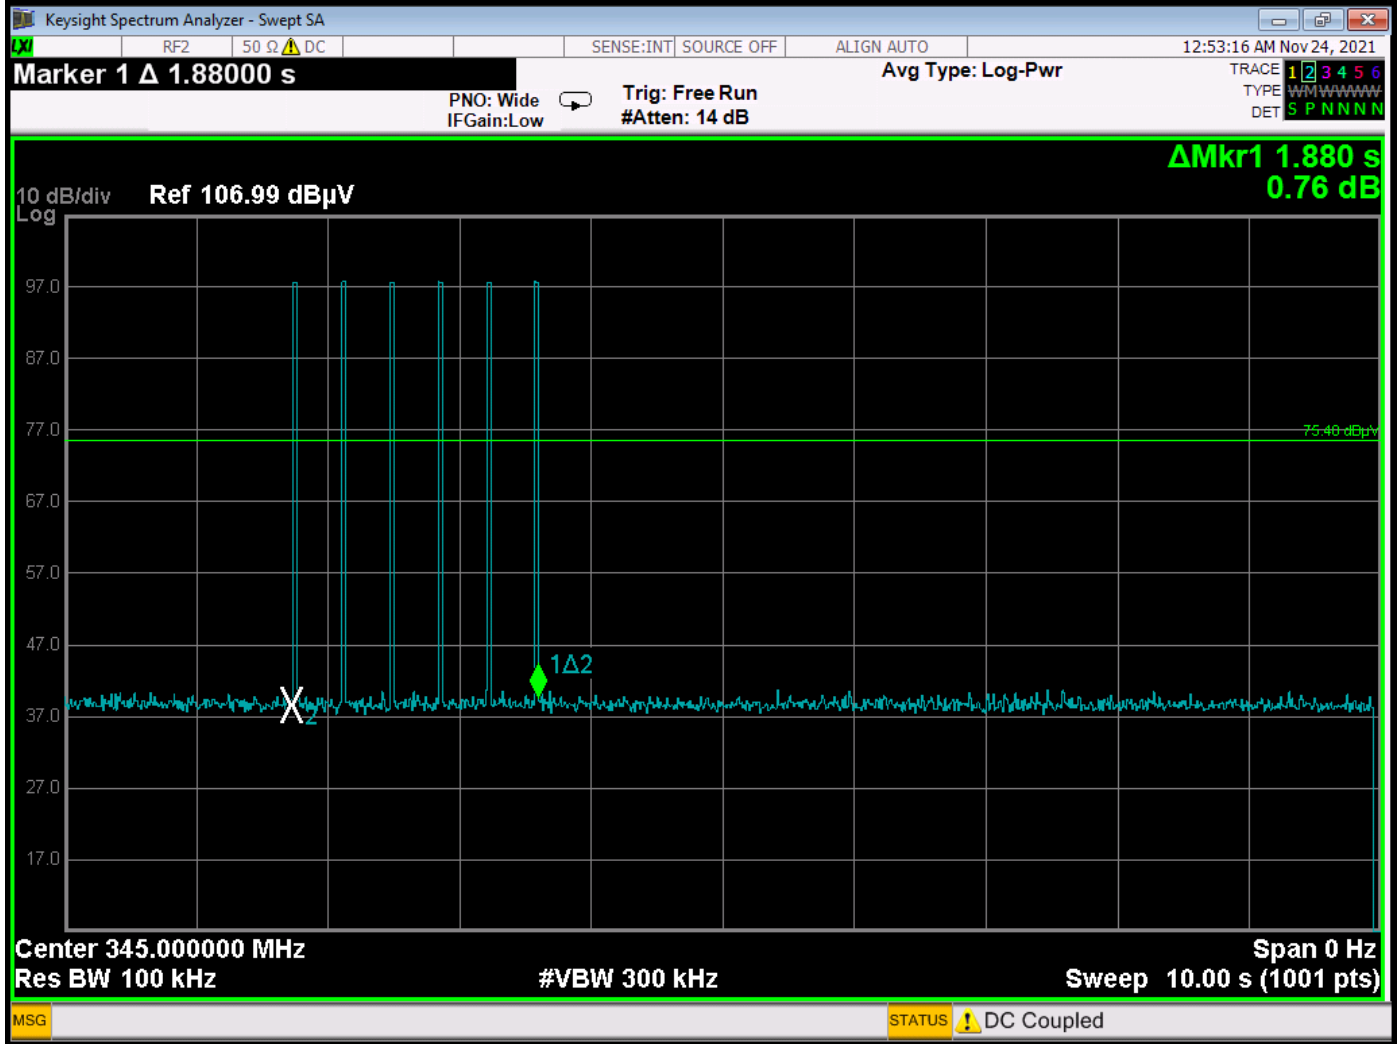 Keysight Spectrum Analyzer - Swept SA
LXI RF2 50 Ω DC SENSE:INT SOURCE OFF ALIGN AUTO 12:53:16 AM Nov 24, 2021
Marker 1 Δ 1.88000 s
Avg Type: Log-Pwr
TRACE 1 2 3 4 5 6
PNO: Wide Trig: Free Run
TYPE WMWWWW
IFGain:Low #Atten: 14 dB
DET S P N N N N
ΔMkr1 1.880 s
0.76 dB
10 dB/div Ref 106.99 dBµV
Log
97.0
87.0
77.0
75.40 dBµV
67.0
57.0
47.0
1Δ2
37.0
2
27.0
17.0
Center 345.000000 MHz Span 0 Hz
Res BW 100 kHz #VBW 300 kHz Sweep 10.00 s (1001 pts)
MSG STATUS DC Coupled